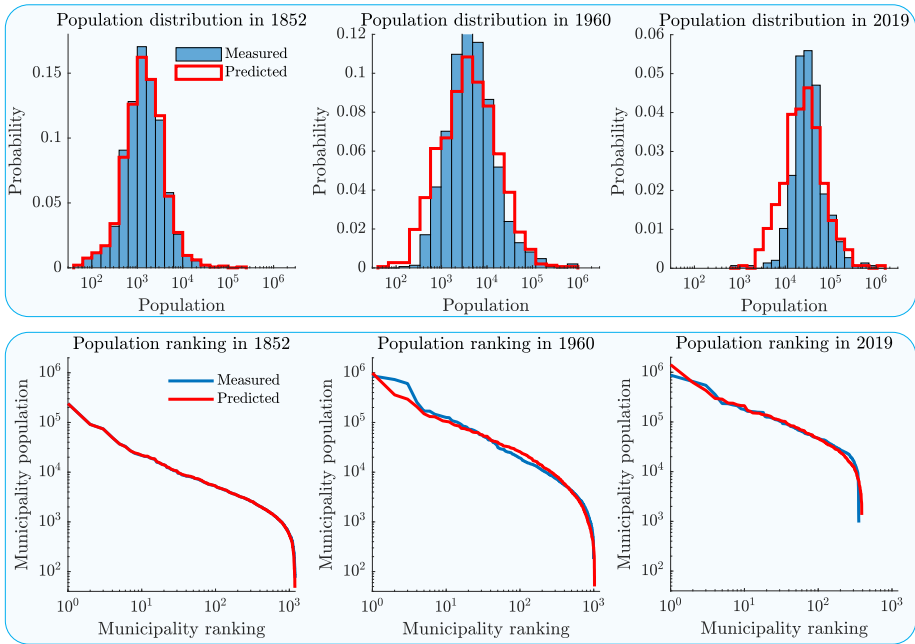 Population distribution in 1852
Measured
Predicted
0.15
0.1
0.05
0
Probability
10^2 10^3 10^4 10^5 10^6
Population
Population distribution in 1960
0.12
0.1
0.08
0.06
0.04
0.02
0
Probability
10^2 10^3 10^4 10^5 10^6
Population
Population distribution in 2019
0.06
0.05
0.04
0.03
0.02
0.01
0
Probability
10^2 10^3 10^4 10^5 10^6
Population
Population ranking in 1852
Measured
Predicted
10^6
10^5
10^4
10^3
10^2
Municipality population
10^0 10^1 10^2 10^3
Municipality ranking
Population ranking in 1960
10^6
10^5
10^4
10^3
10^2
Municipality population
10^0 10^1 10^2 10^3
Municipality ranking
Population ranking in 2019
10^6
10^5
10^4
10^3
10^2
Municipality population
10^0 10^1 10^2 10^3
Municipality ranking